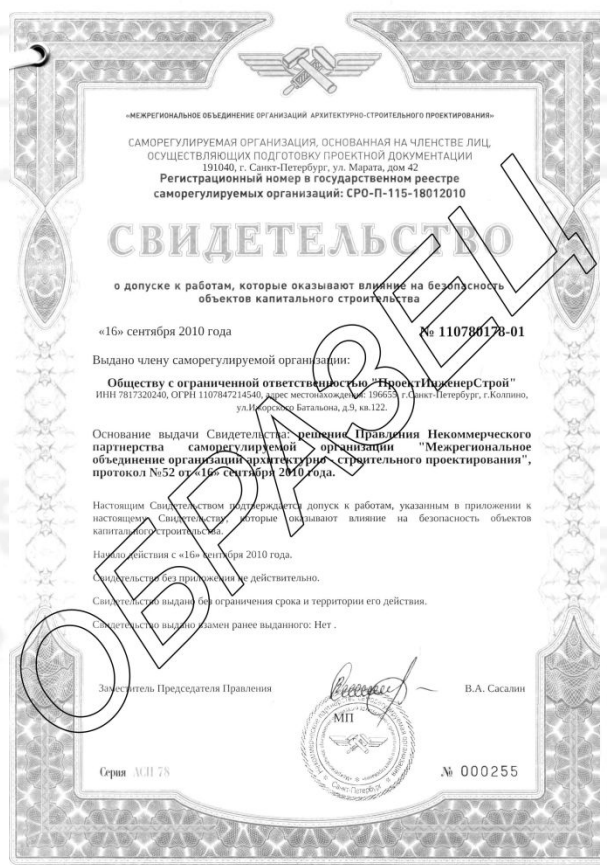 «МЕЖРЕГИОНАЛЬНОЕ ОБЪЕДИНЕНИЕ ОРГАНИЗАЦИЙ АРХИТЕКТУРНО-СТРОИТЕЛЬНОГО ПРОЕКТИРОВАНИЯ»
САМОРЕГУЛИРУЕМАЯ ОРГАНИЗАЦИЯ, ОСНОВАННАЯ НА ЧЛЕНСТВЕ ЛИЦ,
ОСУЩЕСТВЛЯЮЩИХ ПОДГОТОВКУ ПРОЕКТНОЙ ДОКУМЕНТАЦИИ
191040, г. Санкт-Петербург, ул. Марата, дом 42
Регистрационный номер в государственном реестре
саморегулируемых организаций: СРО-П-115-18012010
СВИДЕТЕЛЬСТВО
о допуске к работам, которые оказывают влияние на безопасность
объектов капитального строительства
«16» сентября 2010 года № 110780178-01
Выдано члену саморегулируемой организации:
Обществу с ограниченной ответственностью "ПроектИнженерСтрой"
ИНН 7817320240, ОГРН 1107847214540, адрес местонахождения: 196655, г.Санкт-Петербург, г.Колпино,
ул.Ижорского Батальона, д.9, кв.122.
Основание выдачи Свидетельства: решение Правления Некоммерческого
партнерства саморегулируемой организации "Межрегиональное
объединение организаций архитектурно - строительного проектирования",
протокол №52 от «16» сентября 2010 года.
Настоящим Свидетельством подтверждается допуск к работам, указанным в приложении к
настоящему Свидетельству, которые оказывают влияние на безопасность объектов
капитального строительства.
Начало действия с «16» сентября 2010 года.
Свидетельство без приложения не действительно.
Свидетельство выдано без ограничения срока и территории его действия.
Свидетельство выдано взамен ранее выданного: Нет .
Заместитель Председателя Правления В.А. Сасалин
МП
Санкт-Петербург
Серия АСП 78 № 000255
ОБРАЗЕЦ